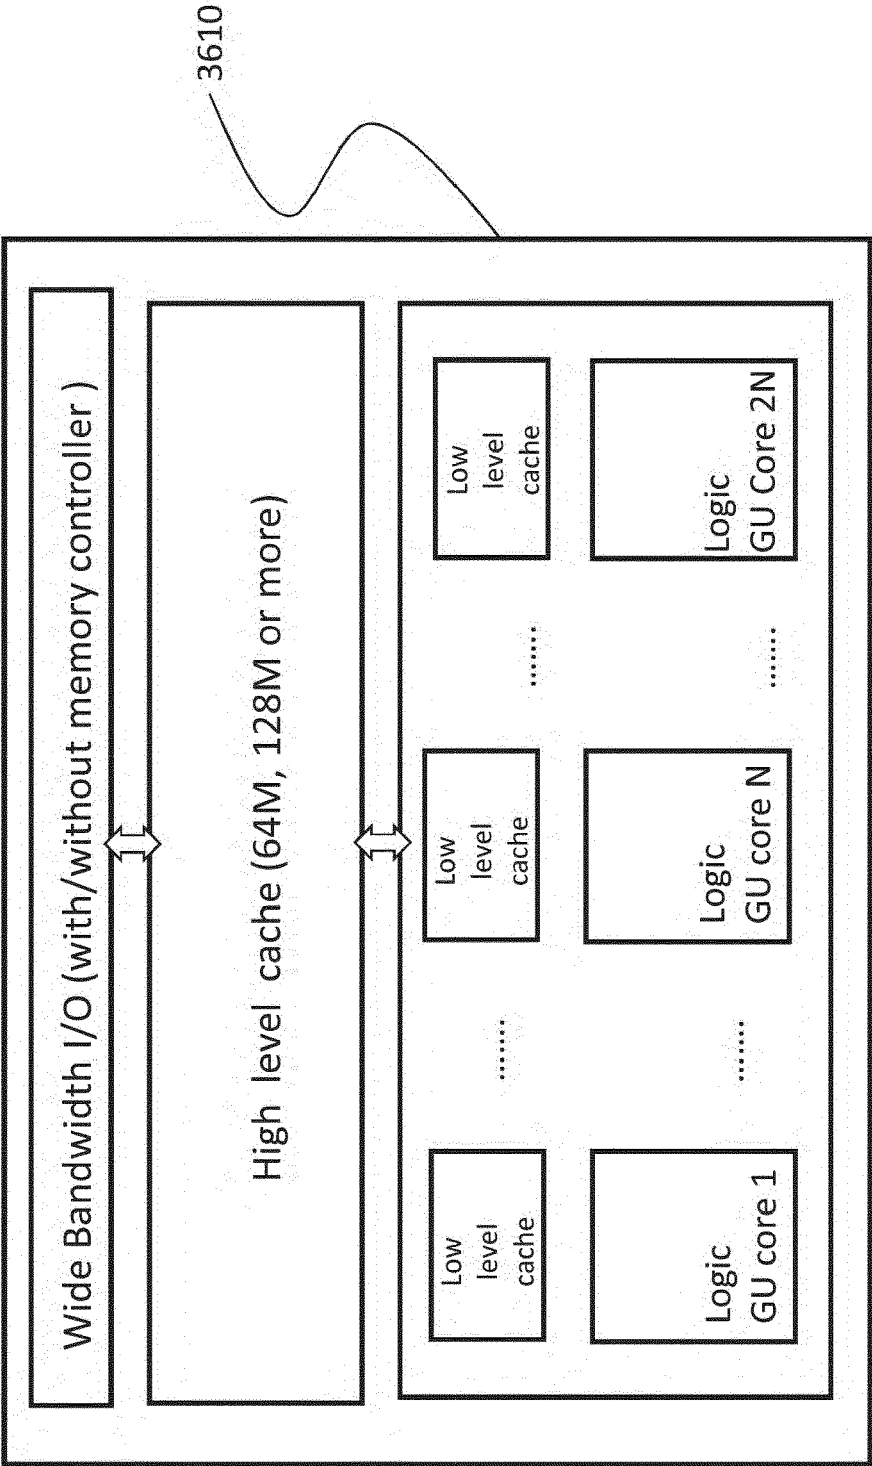 3610
Wide Bandwidth I/O (with/without memory controller )
High level cache (64M, 128M or more)
Low
level
cache
.......
Low
level
cache
.......
Low
level
cache
Logic
GU core 1
.......
Logic
GU core N
.......
Logic
GU Core 2N